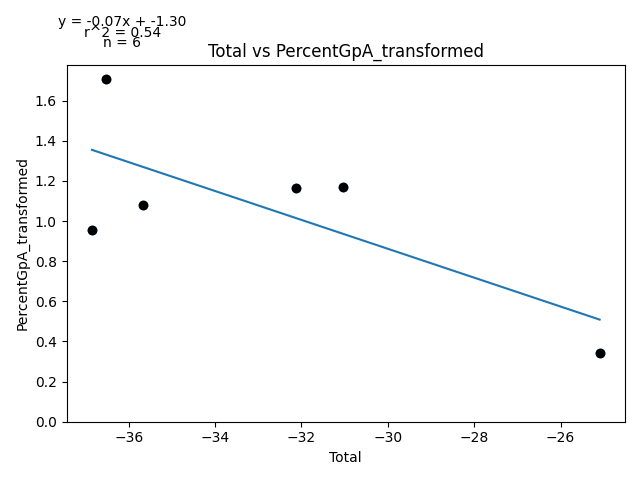 y = -0.07x + -1.30
r^2 = 0.54
n = 6
Total vs PercentGpA_transformed
PercentGpA_transformed
1.6
1.4
1.2
1.0
0.8
0.6
0.4
0.2
0.0
−36
−34
−32
−30
−28
−26
Total